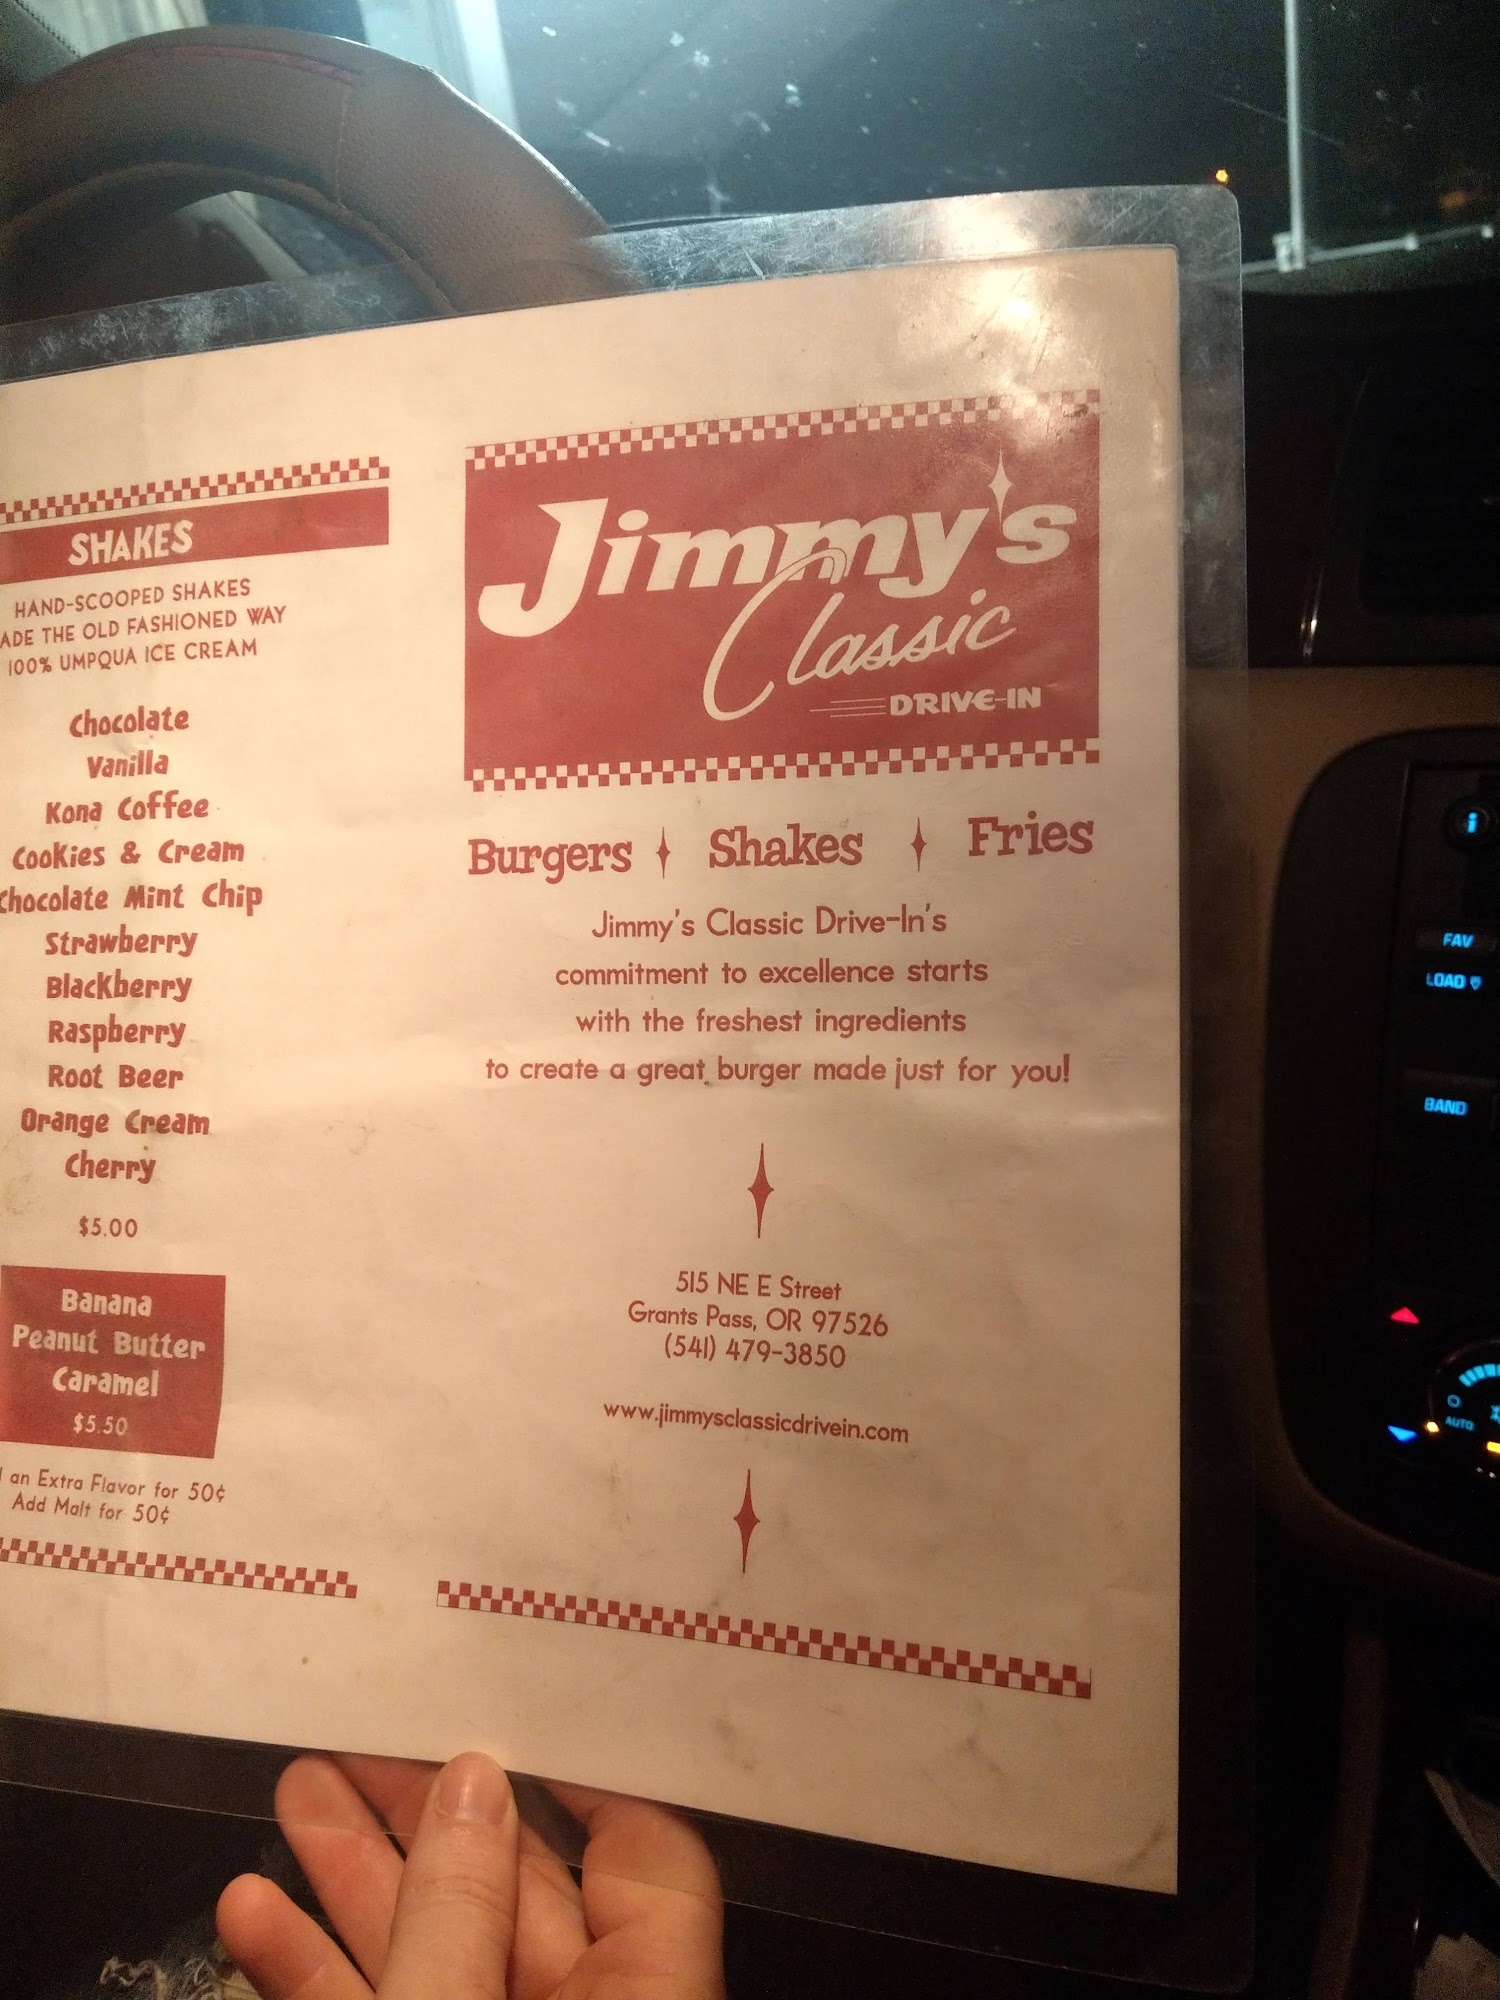 SHAKES
HAND-SCOOPED SHAKES
ADE THE OLD FASHIONED WAY
100% UMPQUA ICE CREAM
Chocolate
Vanilla
Kona Coffee
Cookies & Cream
Chocolate Mint Chip
Strawberry
Blackberry
Raspberry
Root Beer
Orange Cream
Cherry
$5.00
Banana
Peanut Butter
Caramel
$5.50
an Extra Flavor for 50¢
Add Malt for 50¢
Jimmy's
Classic
DRIVE-IN
Burgers Shakes Fries
Jimmy's Classic Drive-In's
commitment to excellence starts
with the freshest ingredients
to create a great burger made just for you!
515 NE E Street
Grants Pass, OR 97526
(541) 479-3850
www.jimmysclassicdrivein.com
i
FAV
LOAD
BAND
AUTO